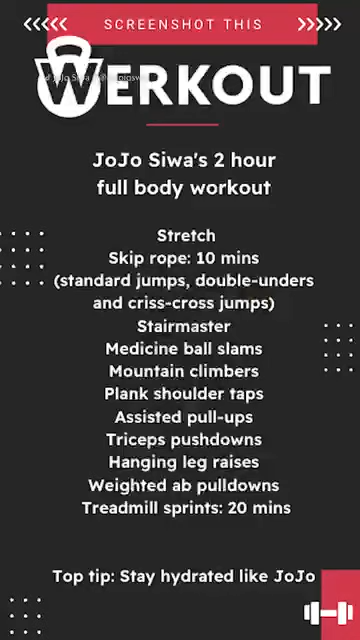 SCREENSHOT THIS
WERKOUT
JoJo Siwa's 2 hour
full body workout
Stretch
Skip rope: 10 mins
(standard jumps, double-unders
and criss-cross jumps)
Stairmaster
Medicine ball slams
Mountain climbers
Plank shoulder taps
Assisted pull-ups
Triceps pushdowns
Hanging leg raises
Weighted ab pulldowns
Treadmill sprints: 20 mins
Top tip: Stay hydrated like JoJo